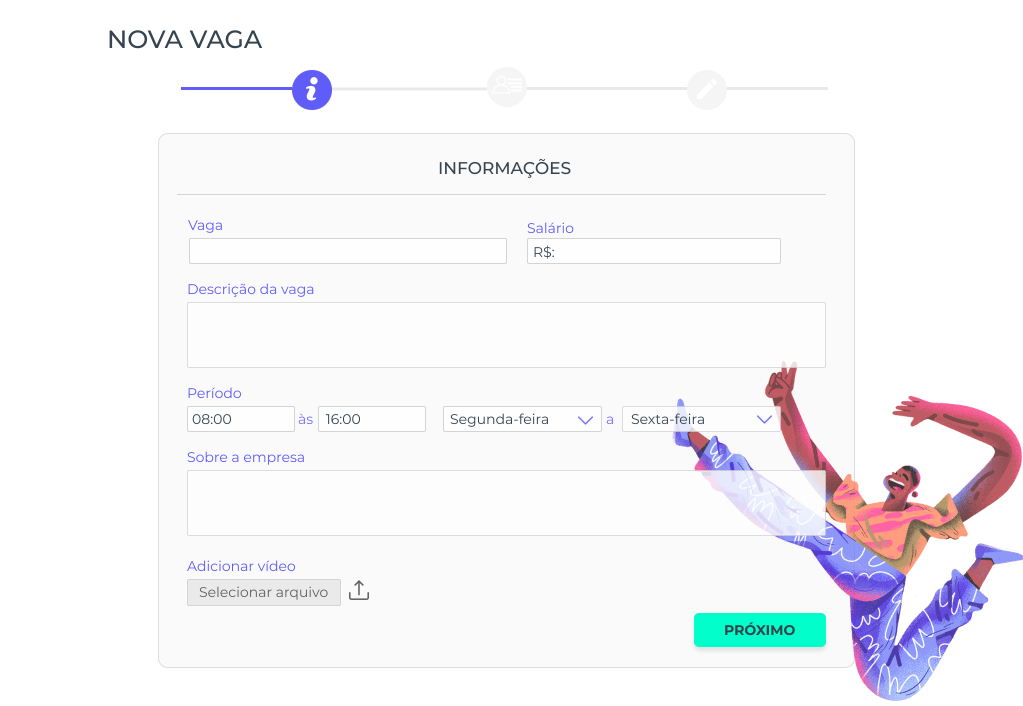 NOVA VAGA
INFORMAÇÕES
Vaga
Salário
R$:
Descrição da vaga
Período
08:00 às 16:00 Segunda-feira a Sexta-feira
Sobre a empresa
Adicionar vídeo
Selecionar arquivo
PRÓXIMO